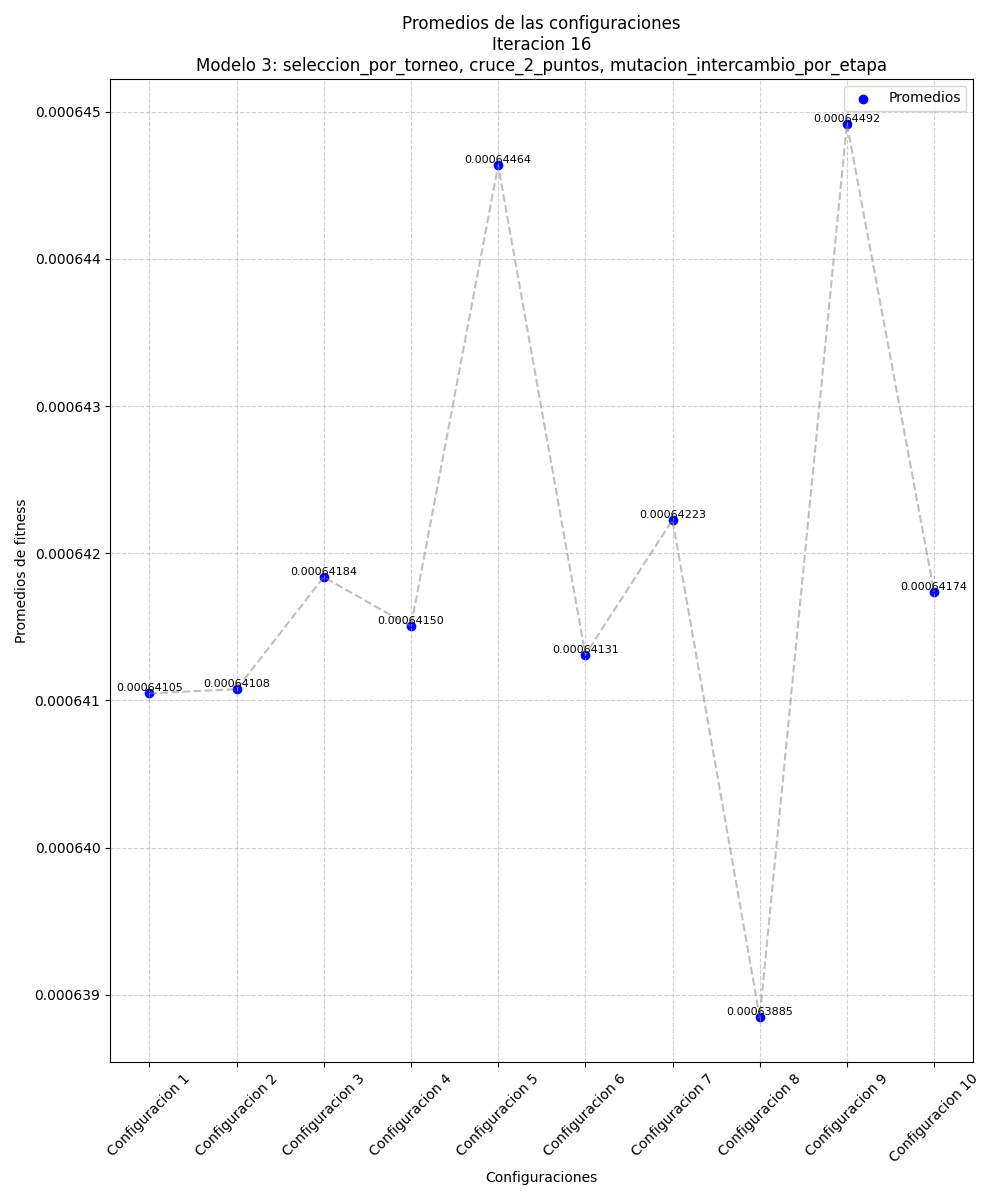 Promedios de las configuraciones
Iteracion 16
Modelo 3: seleccion_por_torneo, cruce_2_puntos, mutacion_intercambio_por_etapa
Promedios
0.000645
0.000644
0.000643
0.000642
0.000641
0.000640
0.000639
Promedios de fitness
0.00064105
0.00064108
0.00064184
0.00064150
0.00064464
0.00064131
0.00064223
0.00063885
0.00064492
0.00064174
Configuracion 1
Configuracion 2
Configuracion 3
Configuracion 4
Configuracion 5
Configuracion 6
Configuracion 7
Configuracion 8
Configuracion 9
Configuracion 10
Configuraciones